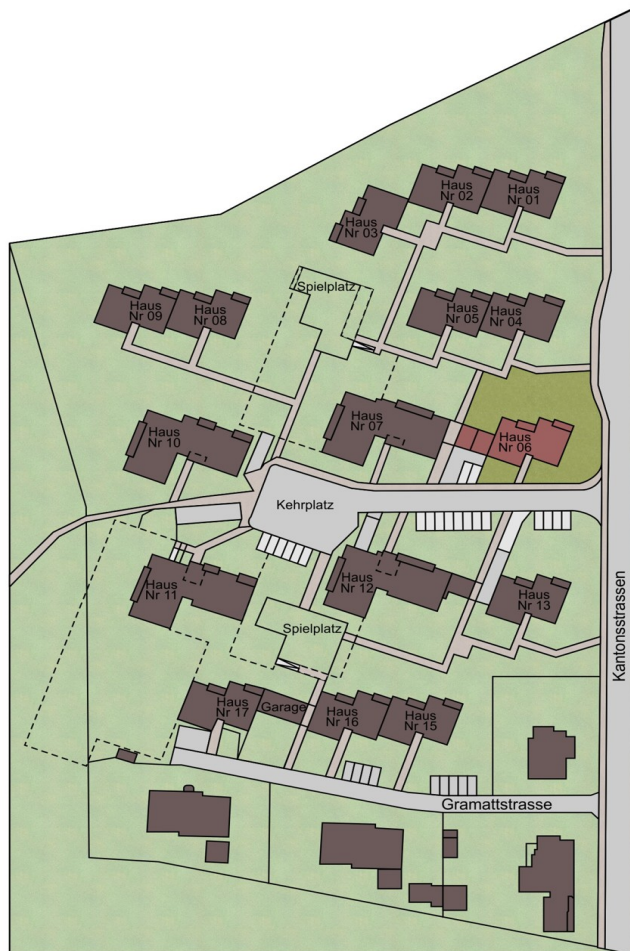 Haus
Nr 02
Haus
Nr 01
Haus
Nr 03
Spielplatz
Haus
Nr 09
Haus
Nr 08
Haus
Nr 05
Haus
Nr 04
Haus
Nr 07
Haus
Nr 06
Haus
Nr 10
Kehrplatz
Haus
Nr 11
Haus
Nr 12
Haus
Nr 13
Spielplatz
Kantonsstrassen
Haus
Nr 17
Garage
Haus
Nr 16
Haus
Nr 15
Gramattstrasse